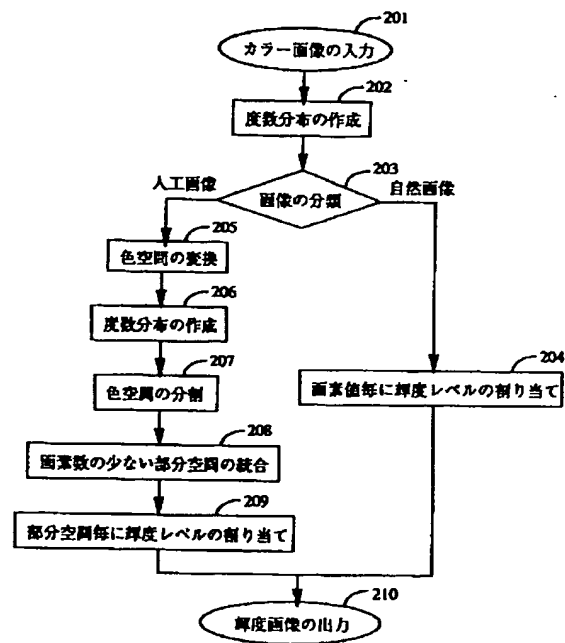 201
カラー画像の入力
202
度数分布の作成
203
画像の分類
人工画像
自然画像
205
色空間の変換
206
度数分布の作成
207
色空間の分割
204
画素値毎に輝度レベルの割り当て
208
画素数の少ない部分空間の統合
209
部分空間毎に輝度レベルの割り当て
210
輝度画像の出力